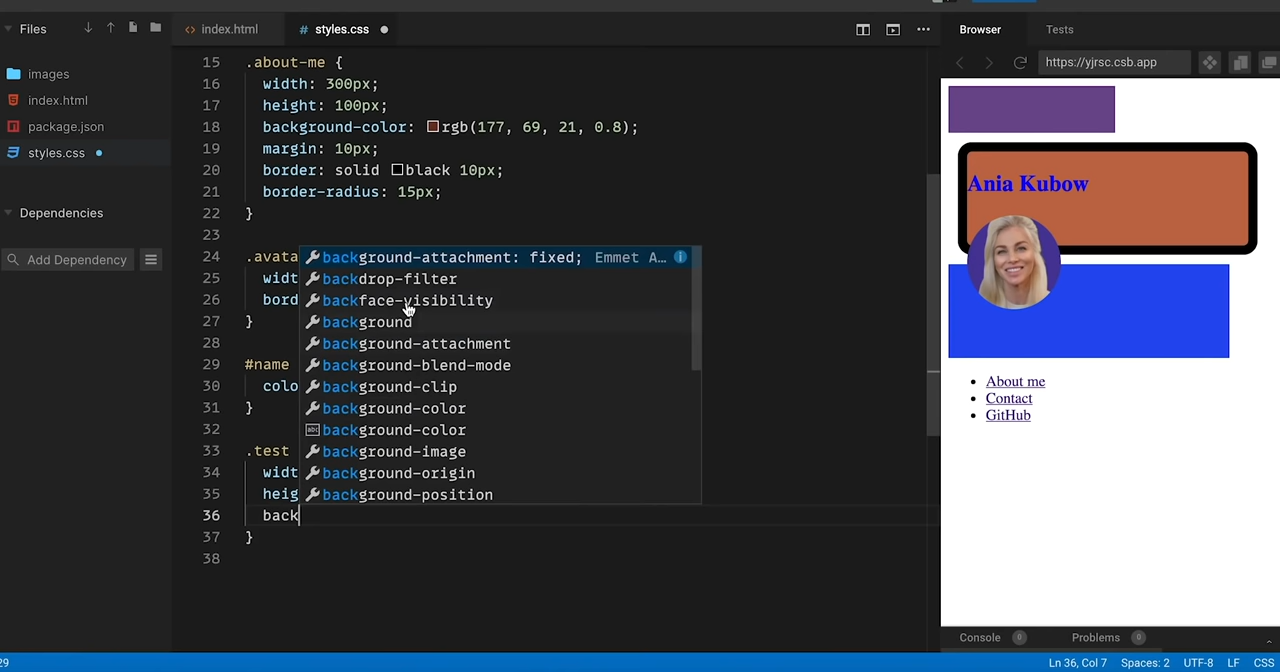 Files
index.html
# styles.css
images
index.html
package.json
styles.css
Dependencies
Add Dependency
15 .about-me {
16 width: 300px;
17 height: 100px;
18 background-color: rgb(177, 69, 21, 0.8);
19 margin: 10px;
20 border: solid black 10px;
21 border-radius: 15px;
22 }
23
24 .avata
25 widt
26 bord
27 }
28
29 #name
30 colo
31 }
32
33 .test
34 widt
35 heig
36 back
37 }
38
background-attachment: fixed; Emmet A…
backdrop-filter
backface-visibility
background
background-attachment
background-blend-mode
background-clip
background-color
abc background-color
background-image
background-origin
background-position
Browser
Tests
https://yjrsc.csb.app
Ania Kubow
About me
Contact
GitHub
Console 0
Problems 0
29
Ln 36, Col 7 Spaces: 2 UTF-8 LF CSS